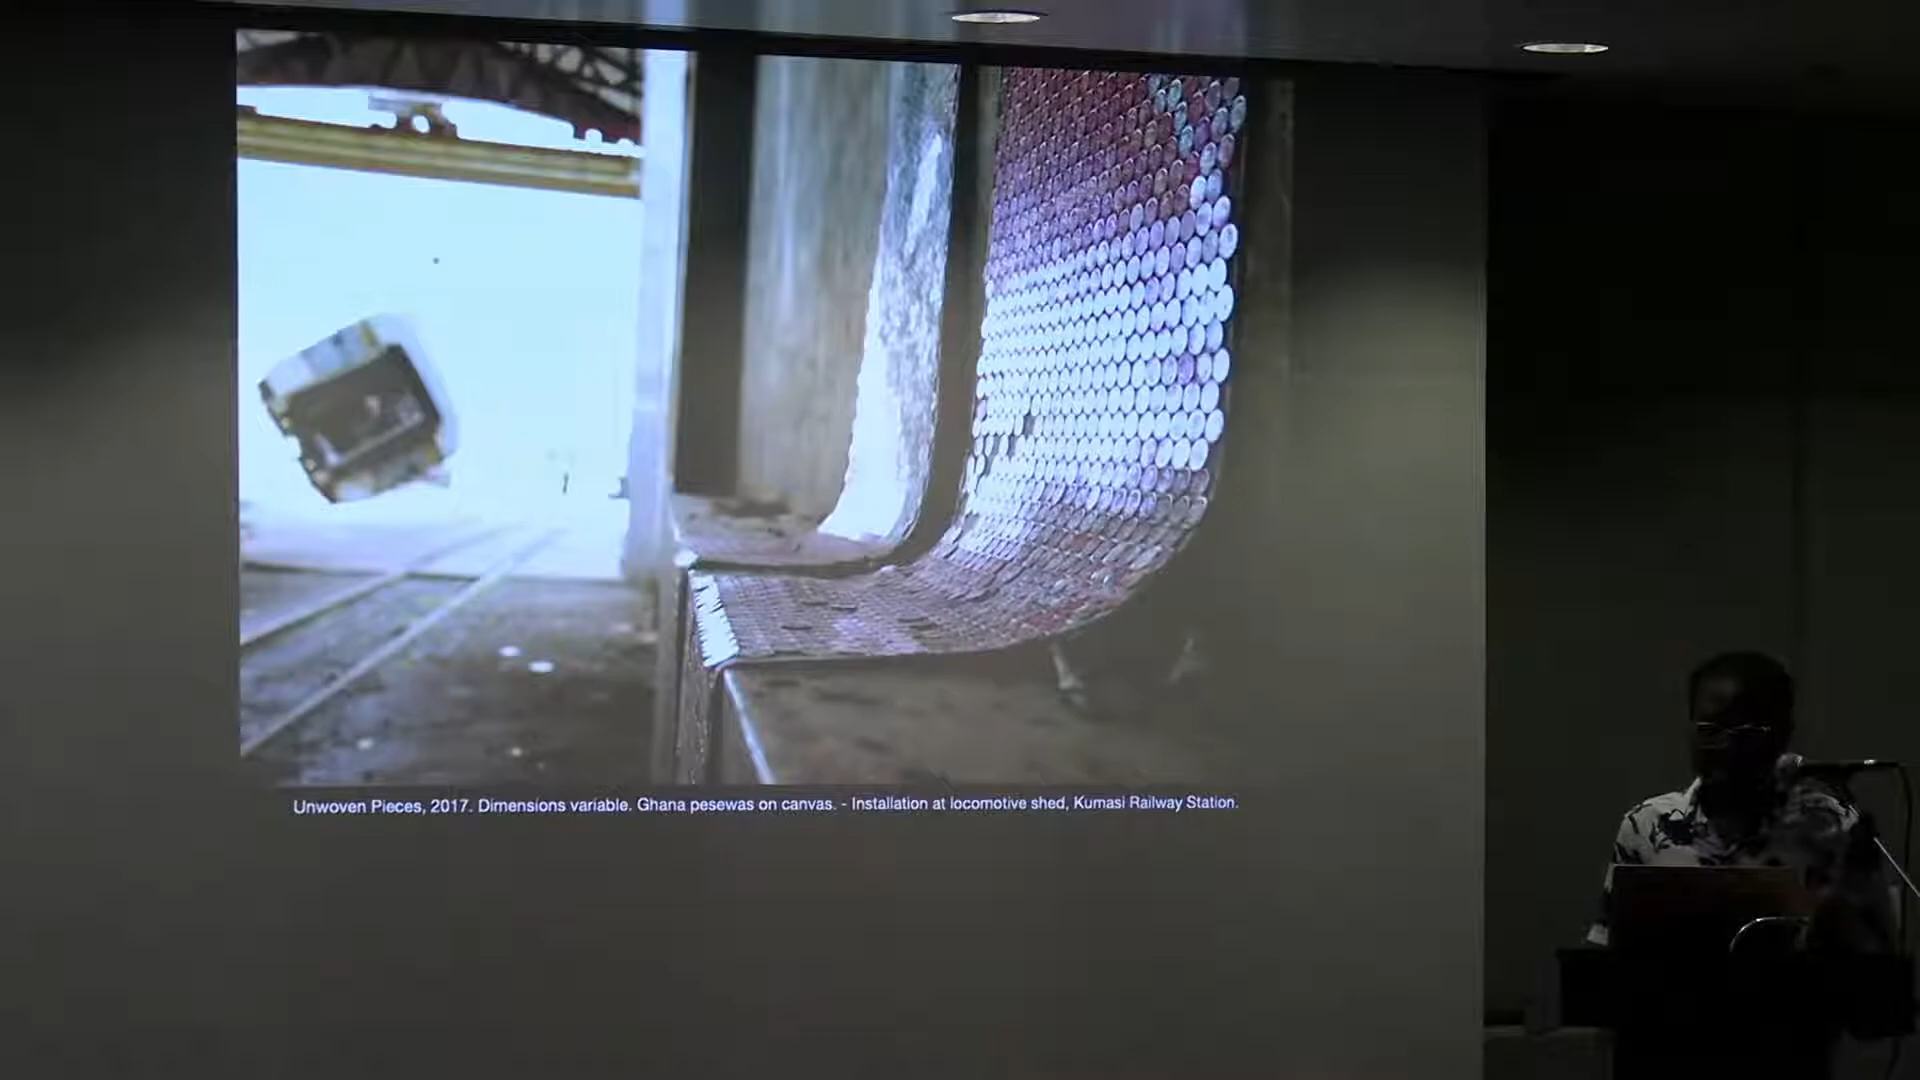 Unwoven Pieces, 2017. Dimensions variable. Ghana pesewas on canvas. - Installation at locomotive shed, Kumasi Railway Station.